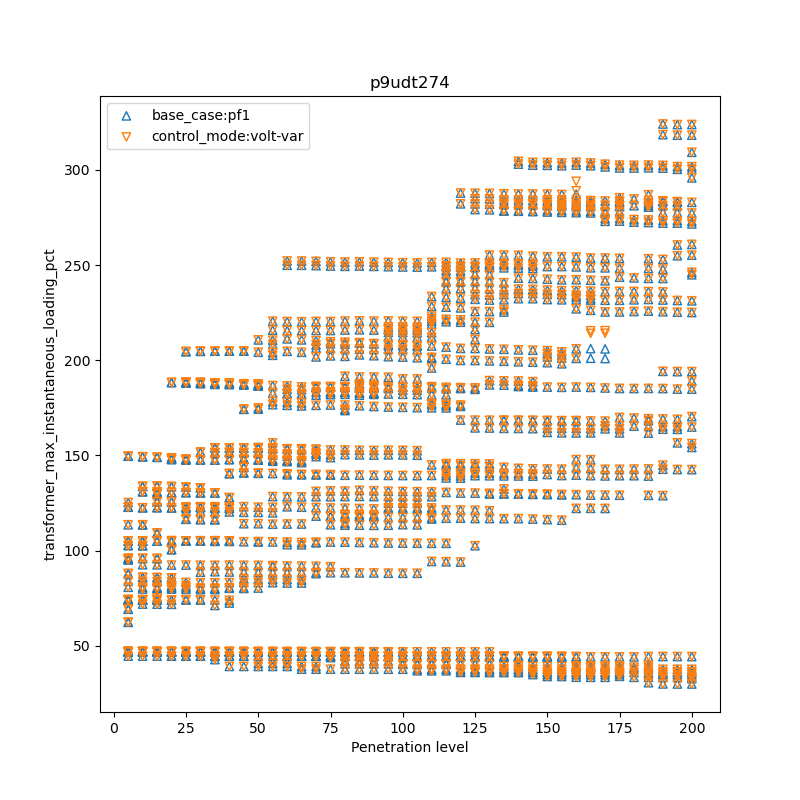 p9udt274
base_case:pf1
control_mode:volt-var
transformer_max_instantaneous_loading_pct
300
250
200
150
100
50
0 25 50 75 100 125 150 175 200
Penetration level